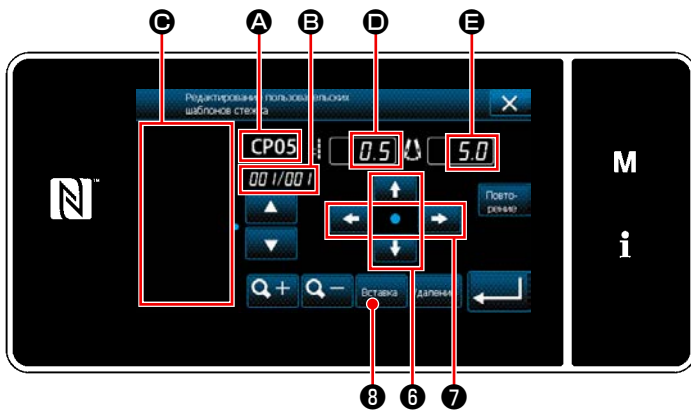 C A B D E
Редактирование пользовательских
шаблонов стежка
CP05 0.5 5.0
001/001
Повто-
рение
M
N
i
Вставка Удаление
8 6 7